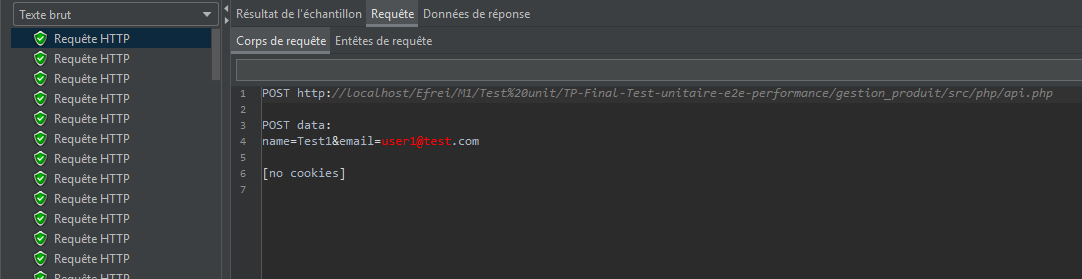 Texte brut
Requête HTTP
Requête HTTP
Requête HTTP
Requête HTTP
Requête HTTP
Requête HTTP
Requête HTTP
Requête HTTP
Requête HTTP
Requête HTTP
Requête HTTP
Requête HTTP
Requête HTTP
Résultat de l'échantillon Requête Données de réponse
Corps de requête Entêtes de requête
1 POST http://localhost/Efrei/M1/Test%20unit/TP-Final-Test-unitaire-e2e-performance/gestion_produit/src/php/api.php
2
3 POST data:
4 name=Test1&email=user1@test.com
5
6 [no cookies]
7